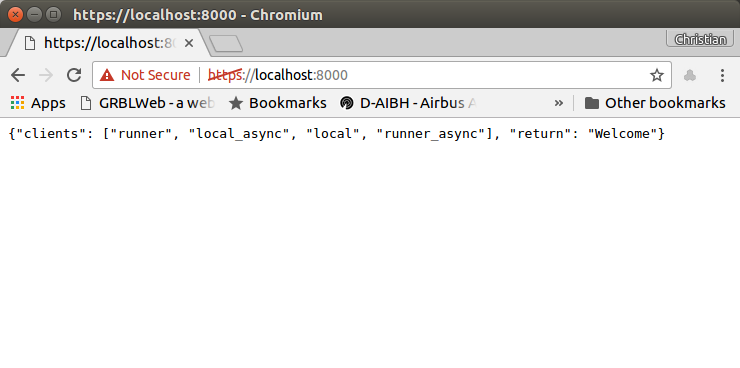 https://localhost:8000 - Chromium
https://localhost:80
Christian
Not Secure https://localhost:8000
Apps GRBLWeb - a web Bookmarks D-AIBH - Airbus A » Other bookmarks
{"clients": ["runner", "local_async", "local", "runner_async"], "return": "Welcome"}